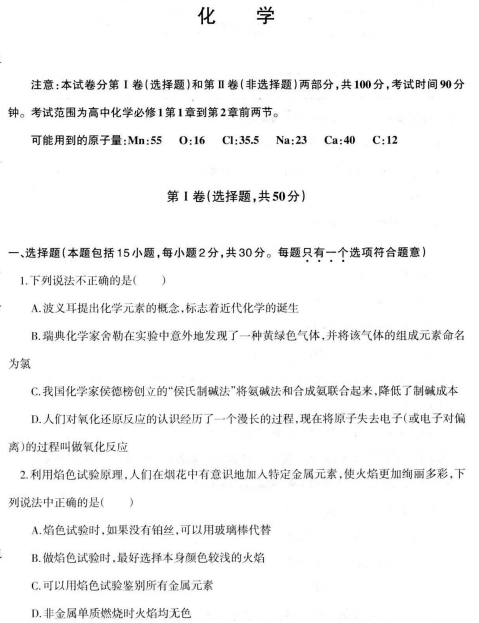 化 学
注意:本试卷分第Ⅰ卷(选择题)和第Ⅱ卷(非选择题)两部分,共100分,考试时间90分
钟。考试范围为高中化学必修1第1章到第2章前两节。
可能用到的原子量:Mn:55 O:16 Cl:35.5 Na:23 Ca:40 C:12
第Ⅰ卷(选择题,共50分)
一、选择题(本题包括15小题,每小题2分,共30分。每题只有一个选项符合题意)
1.下列说法不正确的是( )
A.波义耳提出化学元素的概念,标志着近代化学的诞生
B.瑞典化学家舍勒在实验中意外地发现了一种黄绿色气体,并将该气体的组成元素命名
为氯
C.我国化学家侯德榜创立的“侯氏制碱法”将氨碱法和合成氨联合起来,降低了制碱成本
D.人们对氧化还原反应的认识经历了一个漫长的过程,现在将原子失去电子(或电子对偏
离)的过程叫做氧化反应
2.利用焰色试验原理,人们在烟花中有意识地加入特定金属元素,使火焰更加绚丽多彩,下
列说法中正确的是( )
A.焰色试验时,如果没有铂丝,可以用玻璃棒代替
B.做焰色试验时,最好选择本身颜色较浅的火焰
C.可以用焰色试验鉴别所有金属元素
D.非金属单质燃烧时火焰均无色